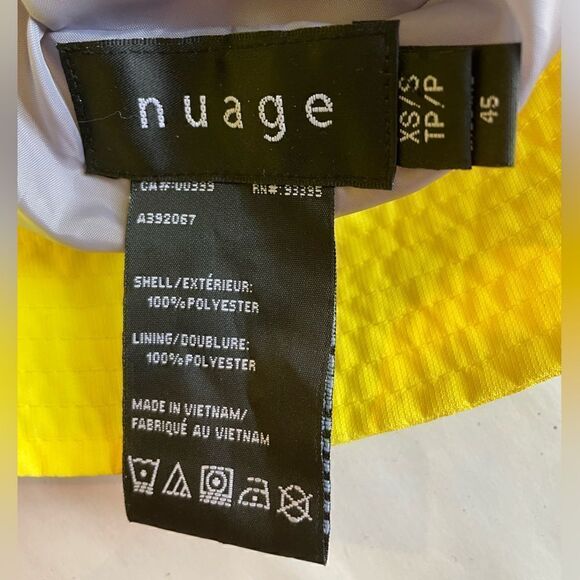 nuage
XS/S
TP/P
45
CA#:00399 RN#:93395
A392067
SHELL/EXTÉRIEUR:
100% POLYESTER
LINING/DOUBLURE:
100% POLYESTER
MADE IN VIETNAM/
FABRIQUÉ AU VIETNAM